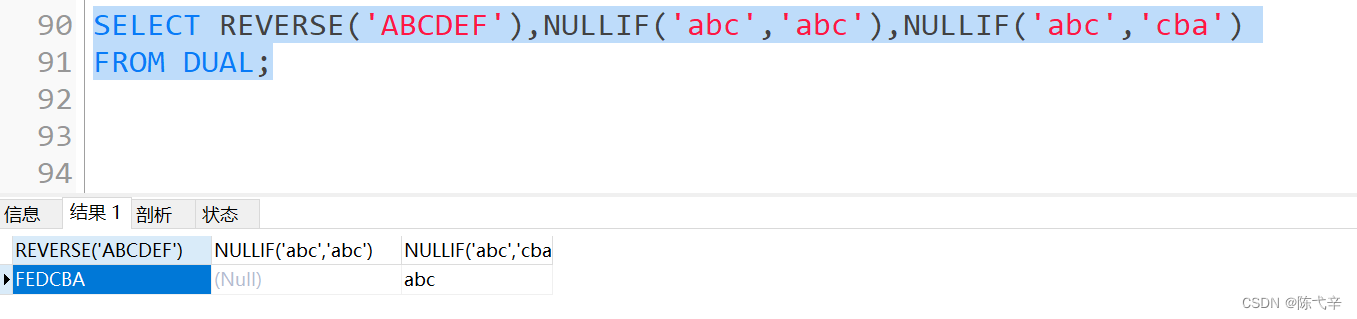 90 SELECT REVERSE('ABCDEF'),NULLIF('abc','abc'),NULLIF('abc','cba')
91 FROM DUAL;
92
93
94
信息 结果 1 剖析 状态
REVERSE('ABCDEF') NULLIF('abc','abc') NULLIF('abc','cba
FEDCBA (Null) abc
CSDN @陈弋辛